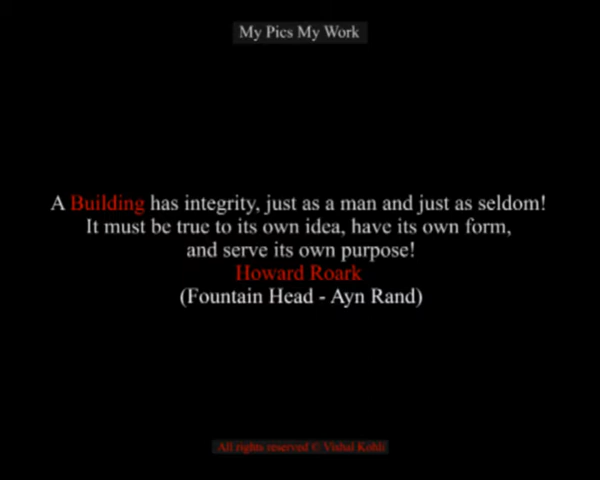 My Pics My Work
A Building has integrity, just as a man and just as seldom!
It must be true to its own idea, have its own form,
and serve its own purpose!
Howard Roark
(Fountain Head - Ayn Rand)
All rights reserved © Vishal Kohli